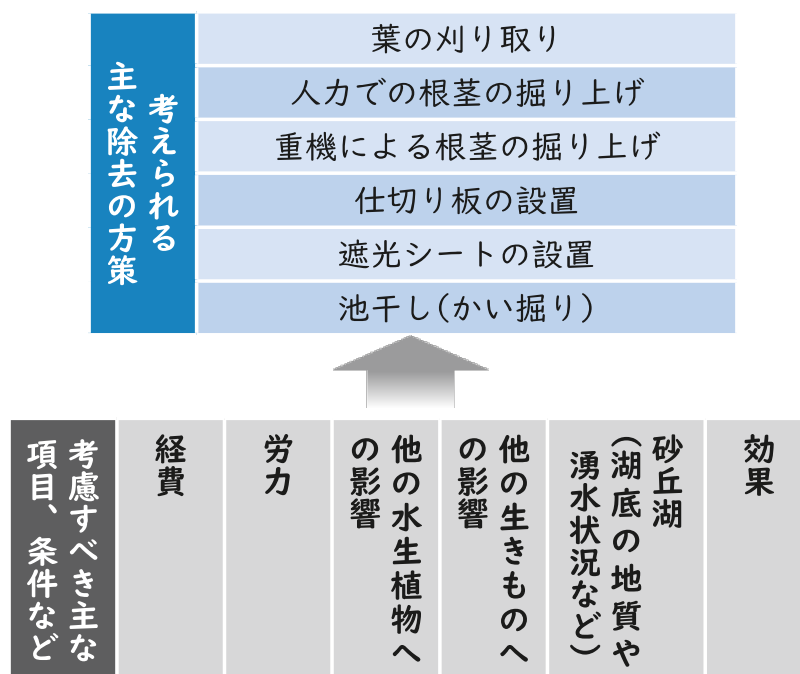 考えられる
主な除去の方策
葉の刈り取り
人力での根茎の掘り上げ
重機による根茎の掘り上げ
仕切り板の設置
遮光シートの設置
池干し(かい掘り)
考慮すべき主な
項目、条件など
経費
労力
他の水生植物へ
の影響
他の生きものへ
の影響
砂丘湖
(湖底の地質や
湧水状況など)
効果